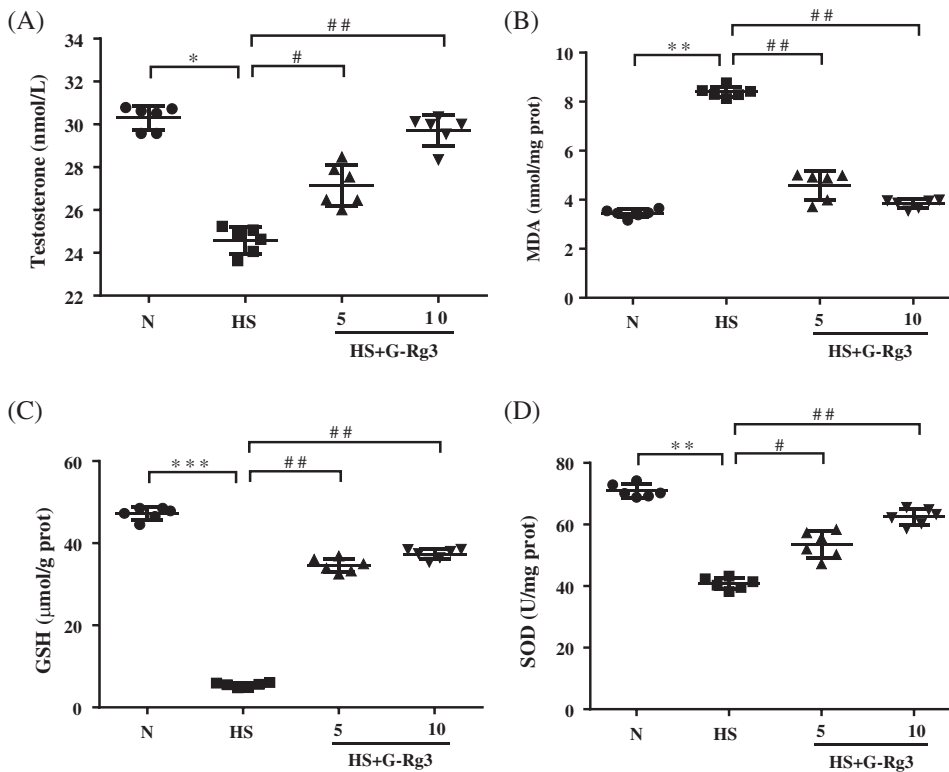 (A)
Testosterone (nmol/L)
34
32
30
28
26
24
22
*
#
##
N
HS
5
10
HS+G-Rg3
(B)
MDA (nmol/mg prot)
10
8
6
4
2
0
**
##
##
N
HS
5
10
HS+G-Rg3
(C)
GSH (μmol/g prot)
60
40
20
0
***
##
##
N
HS
5
10
HS+G-Rg3
(D)
SOD (U/mg prot)
80
60
40
20
0
**
#
##
N
HS
5
10
HS+G-Rg3